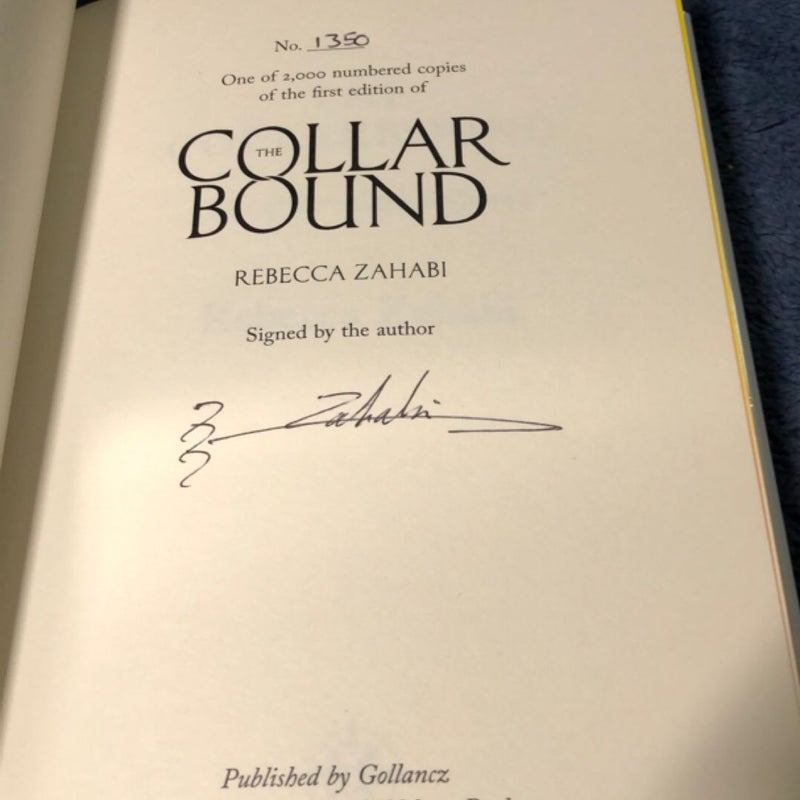 No. 1350
One of 2,000 numbered copies
of the first edition of
THE
COLLAR
BOUND
REBECCA ZAHABI
Signed by the author
Zahabi
Published by Gollancz